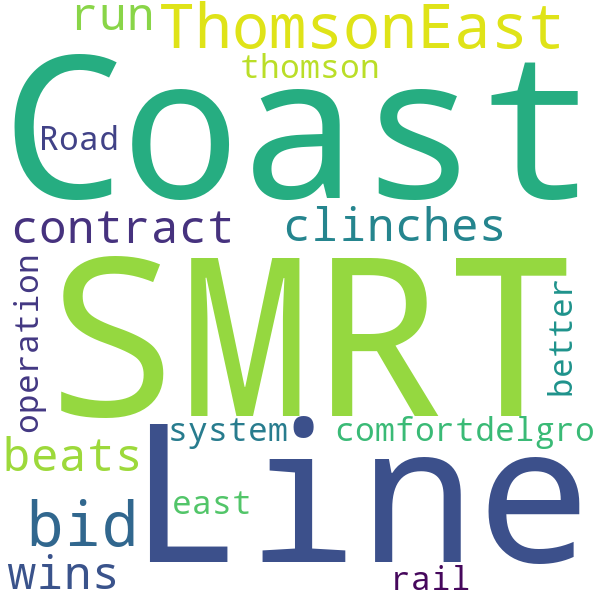 run
ThomsonEast
thomson
Coast
Road
contract
clinches
SMRT
operation
better
system
comfortdelgro
beats
Line
east
bid
wins
rail